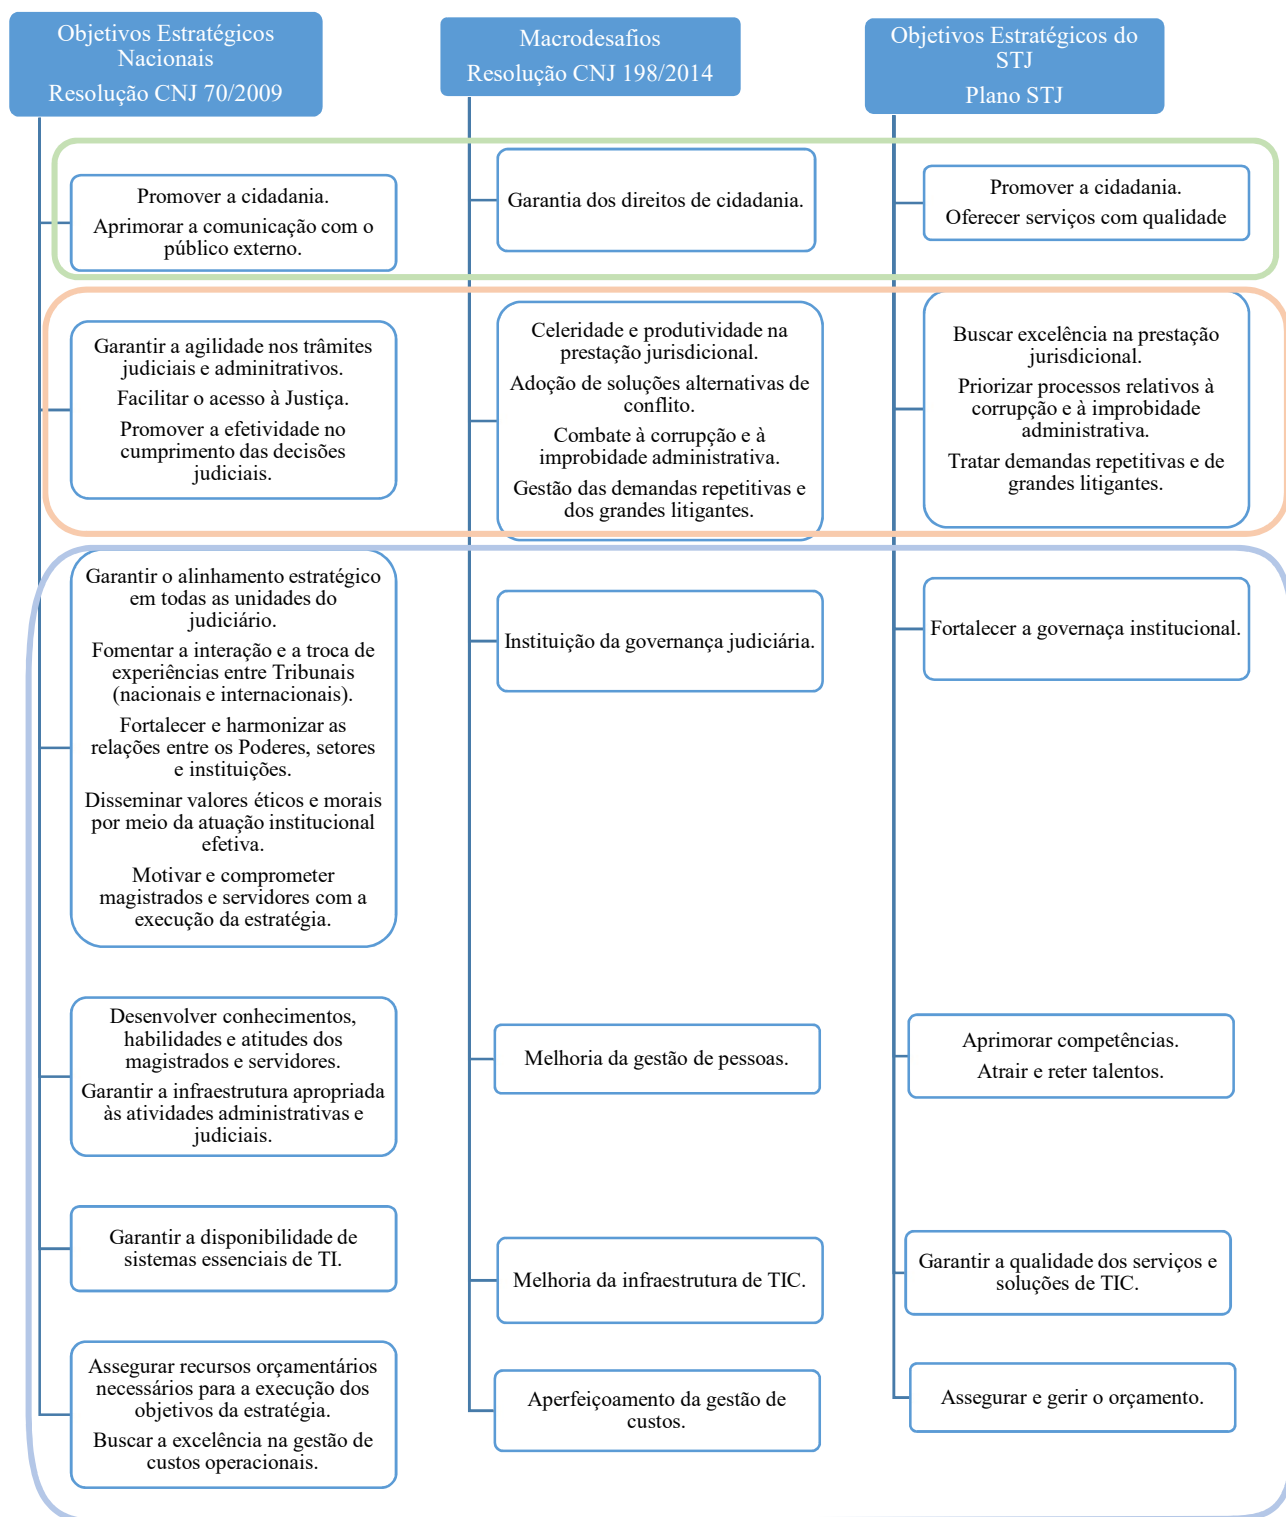 Objetivos Estratégicos
Nacionais
Resolução CNJ 70/2009
Promover a cidadania.
Aprimorar a comunicação com o
público externo.
Garantir a agilidade nos trâmites
judiciais e adminitrativos.
Facilitar o acesso à Justiça.
Promover a efetividade no
cumprimento das decisões
judiciais.
Garantir o alinhamento estratégico
em todas as unidades do
judiciário.
Fomentar a interação e a troca de
experiências entre Tribunais
(nacionais e internacionais).
Fortalecer e harmonizar as
relações entre os Poderes, setores
e instituições.
Disseminar valores éticos e morais
por meio da atuação institucional
efetiva.
Motivar e comprometer
magistrados e servidores com a
execução da estratégia.
Desenvolver conhecimentos,
habilidades e atitudes dos
magistrados e servidores.
Garantir a infraestrutura apropriada
às atividades administrativas e
judiciais.
Garantir a disponibilidade de
sistemas essenciais de TI.
Assegurar recursos orçamentários
necessários para a execução dos
objetivos da estratégia.
Buscar a excelência na gestão de
custos operacionais.
Macrodesafios
Resolução CNJ 198/2014
Garantia dos direitos de cidadania.
Celeridade e produtividade na
prestação jurisdicional.
Adoção de soluções alternativas de
conflito.
Combate à corrupção e à
improbidade administrativa.
Gestão das demandas repetitivas e
dos grandes litigantes.
Instituição da governança judiciária.
Melhoria da gestão de pessoas.
Melhoria da infraestrutura de TIC.
Aperfeiçoamento da gestão de
custos.
Objetivos Estratégicos do
STJ
Plano STJ
Promover a cidadania.
Oferecer serviços com qualidade
Buscar excelência na prestação
jurisdicional.
Priorizar processos relativos à
corrupção e à improbidade
administrativa.
Tratar demandas repetitivas e de
grandes litigantes.
Fortalecer a governaça institucional.
Aprimorar competências.
Atrair e reter talentos.
Garantir a qualidade dos serviços e
soluções de TIC.
Assegurar e gerir o orçamento.